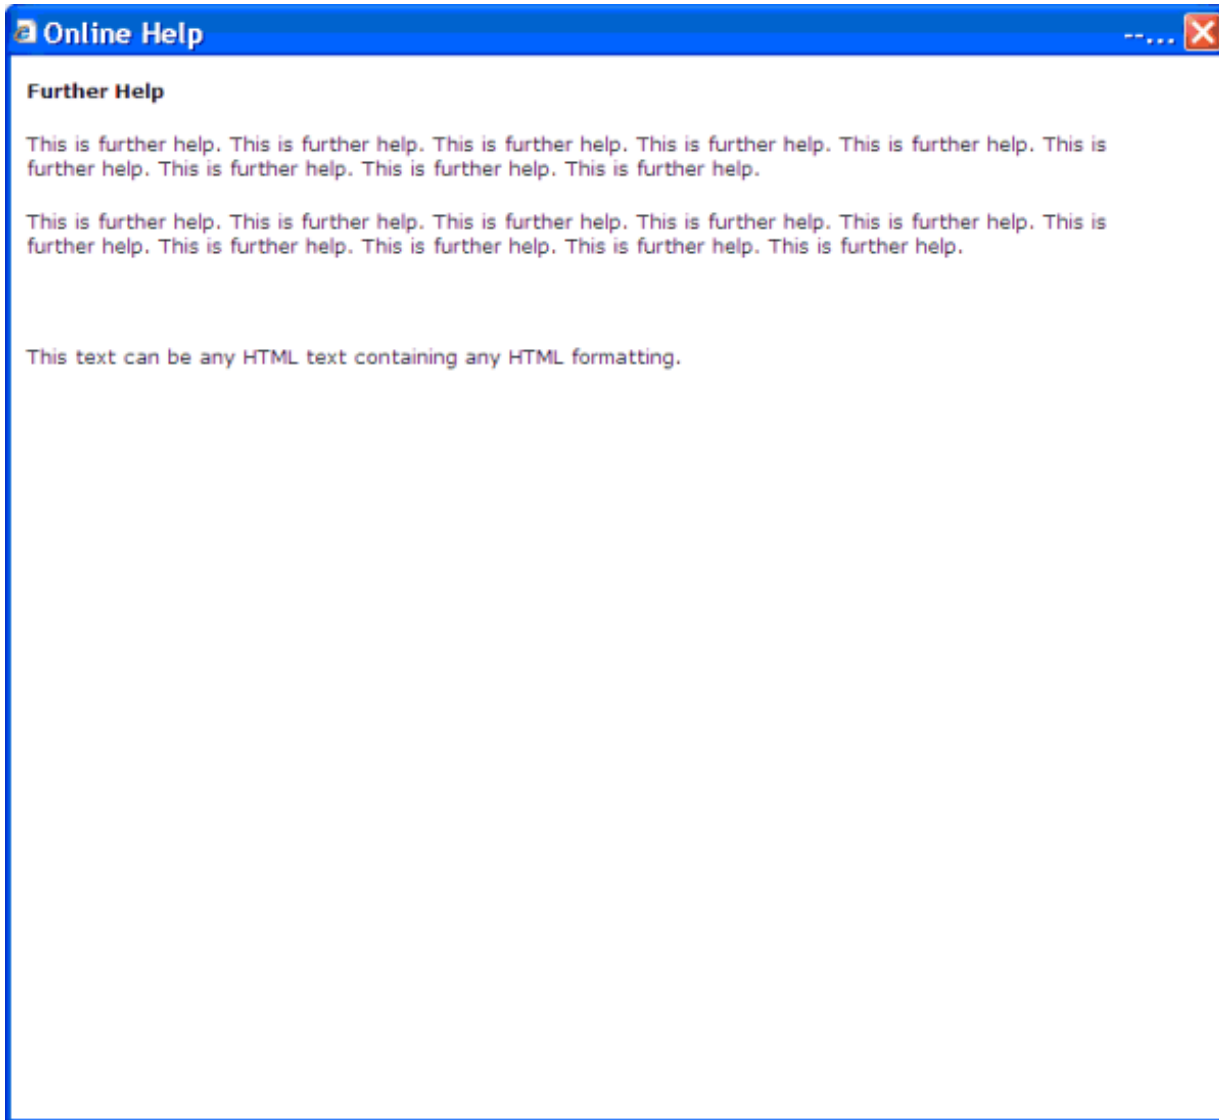 Online Help --...
Further Help
This is further help. This is further help. This is further help. This is further help. This is further help. This is
further help. This is further help. This is further help. This is further help.
This is further help. This is further help. This is further help. This is further help. This is further help. This is
further help. This is further help. This is further help. This is further help. This is further help.
This text can be any HTML text containing any HTML formatting.